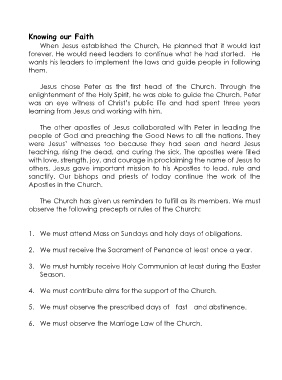 Knowing our Faith
When Jesus established the Church, He planned that it would last
forever. He would need leaders to continue what he had started. He
wants his leaders to implement the laws and guide people in following
them.
Jesus chose Peter as the first head of the Church. Through the
enlightenment of the Holy Spirit, he was able to guide the Church. Peter
was an eye witness of Christ's public life and had spent three years
learning from Jesus and working with him.
The other apostles of Jesus collaborated with Peter in leading the
people of God and preaching the Good News to all the nations. They
were Jesus' witnesses too because they had seen and heard Jesus
teaching, rising the dead, and curing the sick. The apostles were filled
with love, strength, joy, and courage in proclaiming the name of Jesus to
others. Jesus gave important mission to his Apostles to lead, rule and
sanctify. Our bishops and priests of today continue the work of the
Apostles in the Church.
The Church has given us reminders to fulfill as its members. We must
observe the following precepts or rules of the Church:
1. We must attend Mass on Sundays and holy days of obligations.
2. We must receive the Sacrament of Penance at least once a year.
3. We must humbly receive Holy Communion at least during the Easter
Season.
4. We must contribute alms for the support of the Church.
5. We must observe the prescribed days of fast and abstinence.
6. We must observe the Marriage Law of the Church.